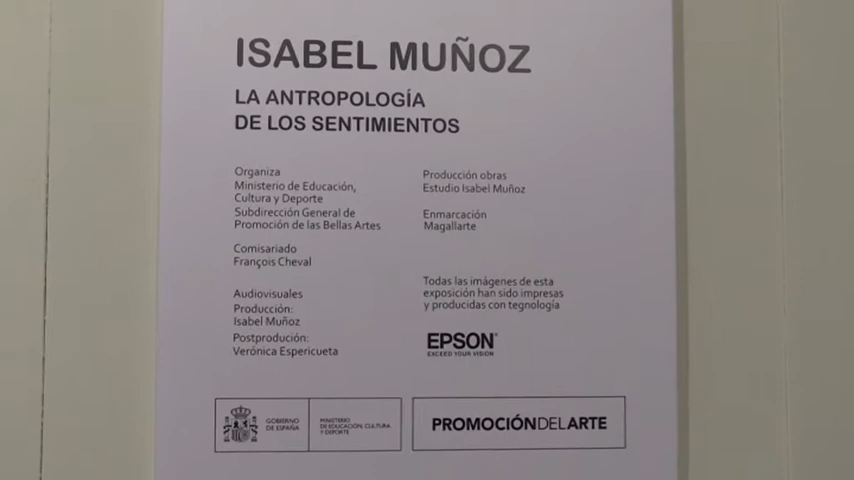 ISABEL MUÑOZ
LA ANTROPOLOGÍA
DE LOS SENTIMIENTOS
Organiza
Ministerio de Educación,
Cultura y Deporte
Subdirección General de
Promoción de las Bellas Artes
Comisariado
François Cheval
Audiovisuales
Producción:
Isabel Muñoz
Postprodución:
Verónica Espericueta
Producción obras
Estudio Isabel Muñoz
Enmarcación
Magallarte
Todas las imágenes de esta
exposición han sido impresas
y producidas con tegnología
EPSON
EXCEED YOUR VISION
GOBIERNO
DE ESPAÑA
MINISTERIO
DE EDUCACIÓN, CULTURA
Y DEPORTE
PROMOCIÓNDELARTE